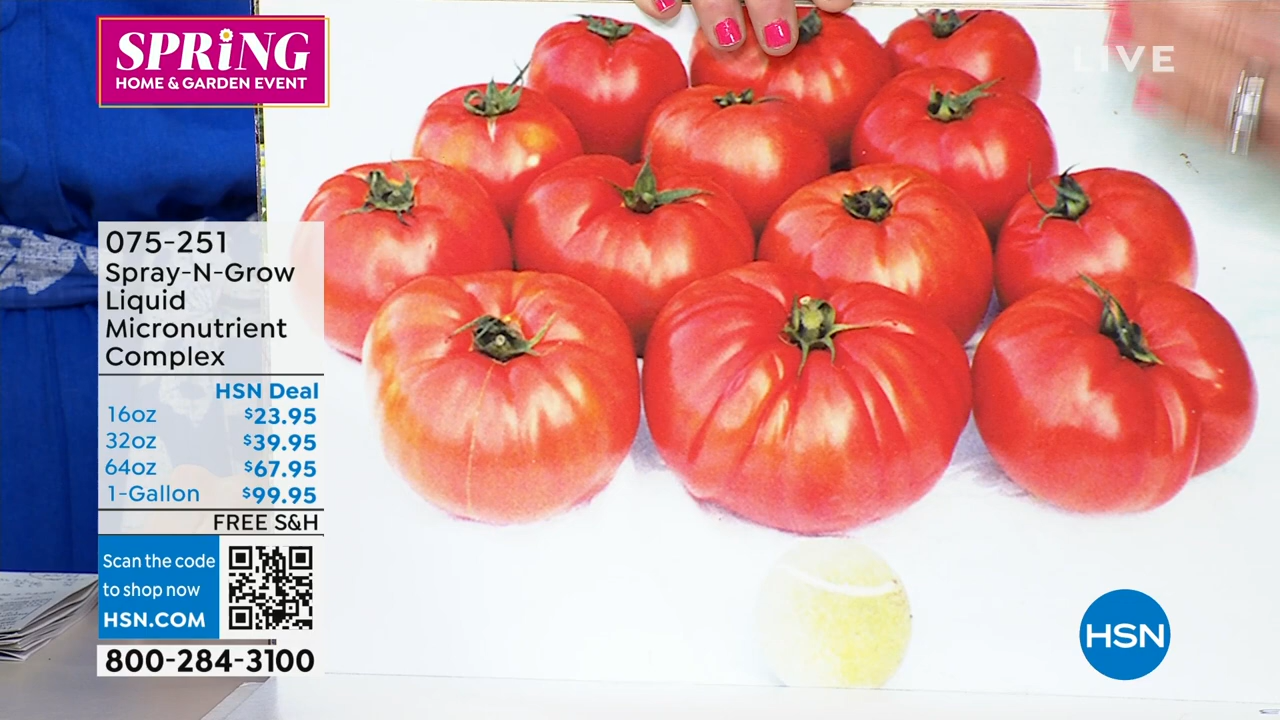 SPRiNG
HOME & GARDEN EVENT
LIVE
075-251
Spray-N-Grow
Liquid
Micronutrient
Complex
HSN Deal
16oz $23.95
32oz $39.95
64oz $67.95
1-Gallon $99.95
FREE S&H
Scan the code
to shop now
HSN.COM
800-284-3100
HSN